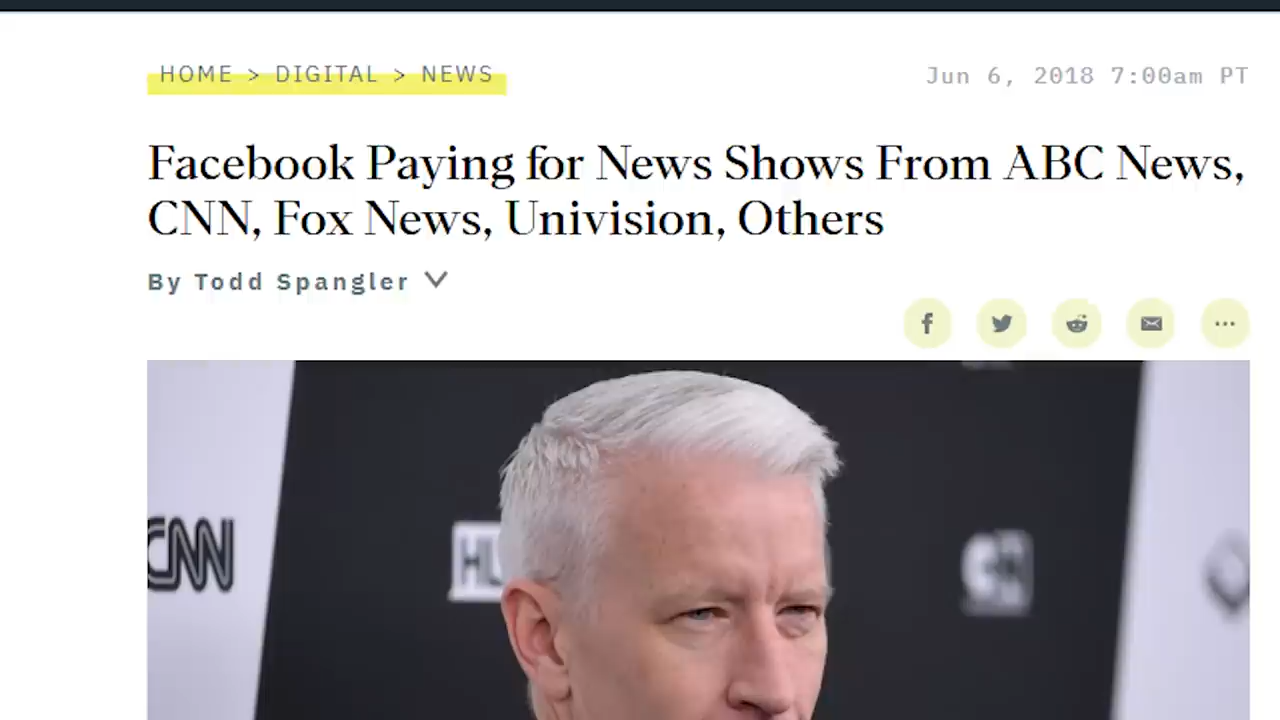 HOME > DIGITAL > NEWS
Jun 6, 2018 7:00am PT
Facebook Paying for News Shows From ABC News,
CNN, Fox News, Univision, Others
By Todd Spangler
CNN